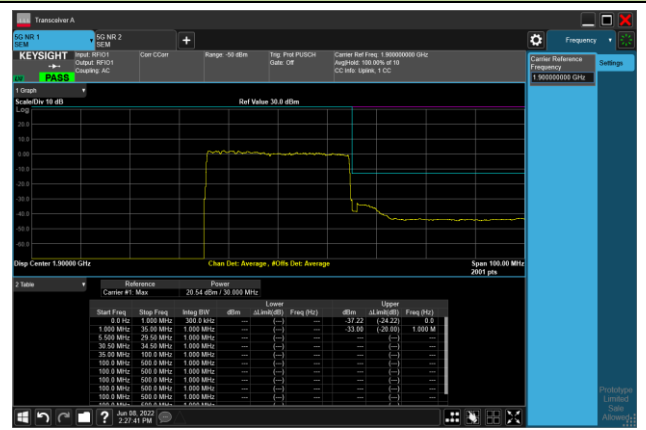 Transceiver A
5G NR 1
SEM
5G NR 2
SEM
Frequency
KEYSIGHT
PASS
Input: RFIO1
Output: RFIO1
Coupling: AC
Corr CCorr
Range: -50 dBm
Trig: Prot PUSCH
Gate: Off
Carrier Ref Freq: 1.900000000 GHz
Avg|Hold: 100.00% of 10
CC Info: Uplink, 1 CC
Carrier Reference Frequency
1.900000000 GHz
Settings
1 Graph
Scale/Div 10 dB
Ref Value 30.0 dBm
Log
20.0
10.0
0.00
-10.0
-20.0
-30.0
-40.0
-50.0
-60.0
Disp Center 1.90000 GHz
Chan Det: Average, #Offs Det: Average
Span 100.00 MHz
2001 pts
2 Table
Reference Power
Carrier #1: Max 20.54 dBm / 30.000 MHz
Lower Upper
Start Freq Stop Freq Integ BW dBm ΔLimit(dB) Freq (Hz) dBm ΔLimit(dB) Freq (Hz)
0.0 Hz 1.000 MHz 300.0 kHz --- (---) --- -37.22 (-24.22) 0.0
1.000 MHz 35.00 MHz 1.000 MHz --- (---) --- -33.00 (-20.00) 1.000 M
5.500 MHz 29.50 MHz 1.000 MHz --- (---) --- --- (---) ---
30.50 MHz 34.50 MHz 1.000 MHz --- (---) --- --- (---) ---
35.00 MHz 100.0 MHz 1.000 MHz --- (---) --- --- (---) ---
100.0 MHz 500.0 MHz 1.000 MHz --- (---) --- --- (---) ---
100.0 MHz 500.0 MHz 1.000 MHz --- (---) --- --- (---) ---
100.0 MHz 500.0 MHz 1.000 MHz --- (---) --- --- (---) ---
100.0 MHz 500.0 MHz 1.000 MHz --- (---) --- --- (---) ---
100.0 MHz 500.0 MHz 1.000 MHz
Jun 08, 2022
2:27:41 PM
Prototype
Limited
Sale
Allowed